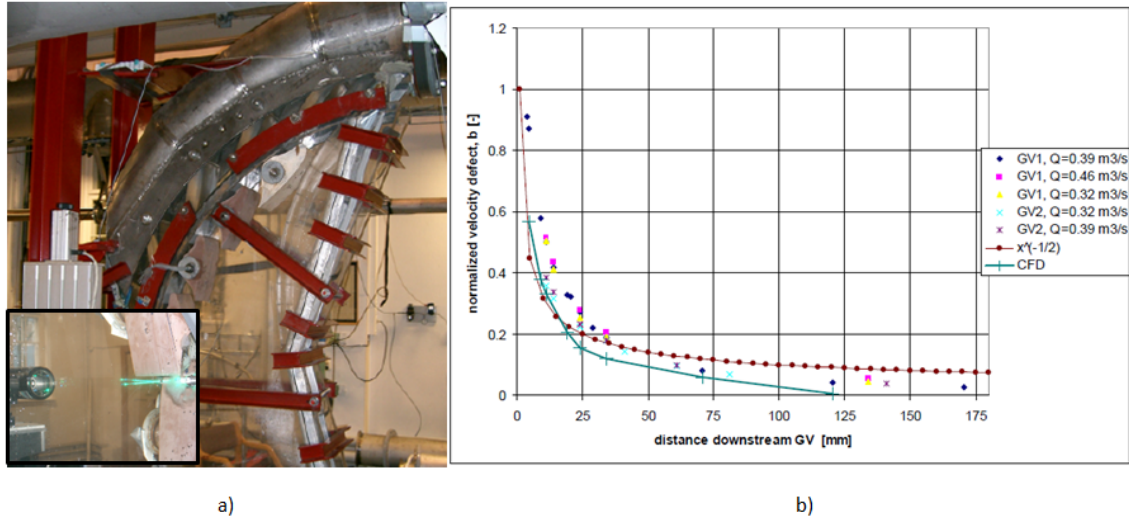 1.2
1
0.8
0.6
0.4
0.2
0
normalized velocity defect, b [-]
0 25 50 75 100 125 150 175
distance downstream GV [mm]
GV1, Q=0.39 m3/s
GV1, Q=0.46 m3/s
GV1, Q=0.32 m3/s
GV2, Q=0.32 m3/s
GV2, Q=0.39 m3/s
x^(-1/2)
CFD
a) b)